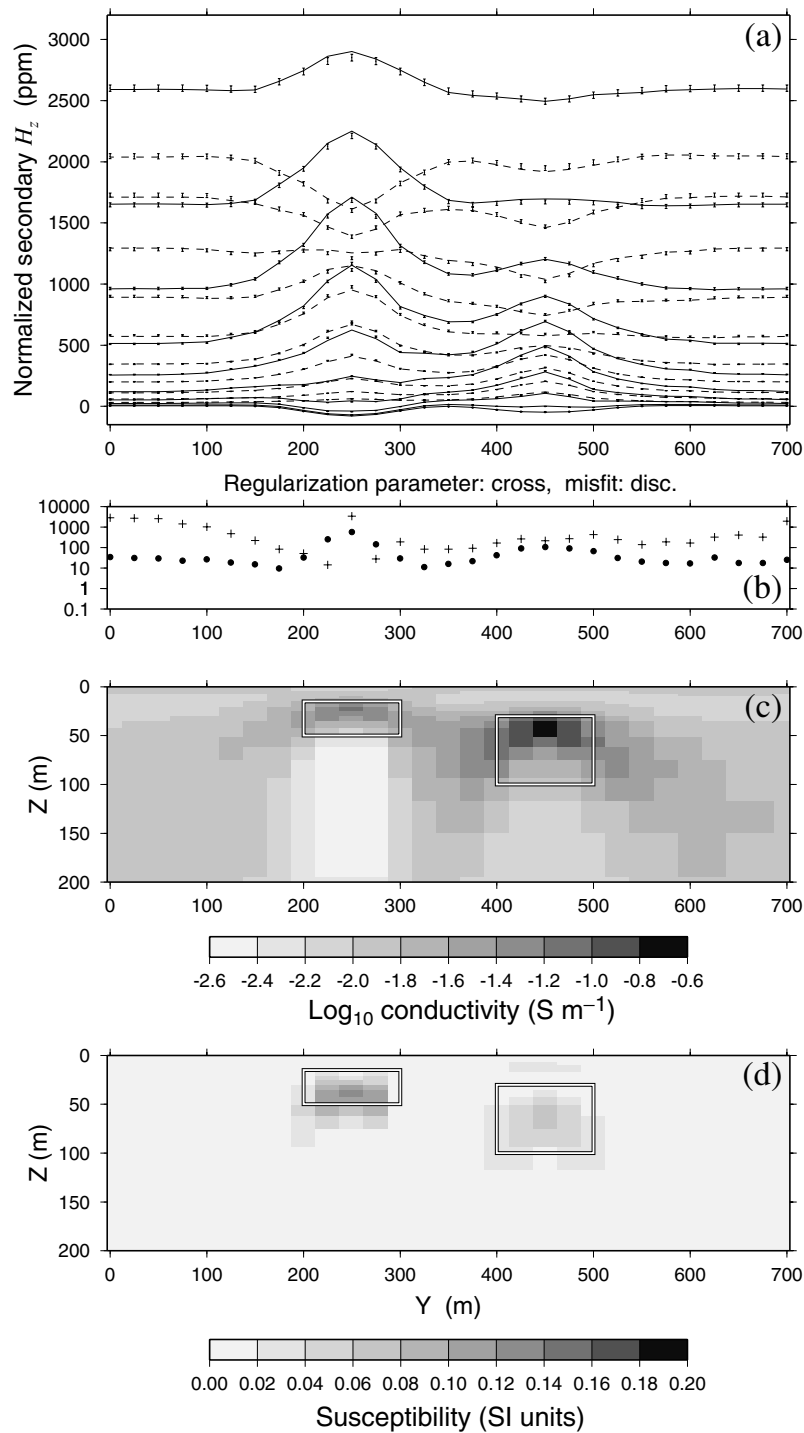 (a)
3000
2500
2000
1500
1000
500
0
Normalized secondary Hz (ppm)
0 100 200 300 400 500 600 700
Regularization parameter: cross, misfit: disc.
10000
1000
100
10
1
0.1
(b)
0 100 200 300 400 500 600 700
(c)
0
50
100
150
200
Z (m)
0 100 200 300 400 500 600 700
-2.6 -2.4 -2.2 -2.0 -1.8 -1.6 -1.4 -1.2 -1.0 -0.8 -0.6
Log10 conductivity (S m−1)
(d)
0
50
100
150
200
Z (m)
0 100 200 300 400 500 600 700
Y (m)
0.00 0.02 0.04 0.06 0.08 0.10 0.12 0.14 0.16 0.18 0.20
Susceptibility (SI units)